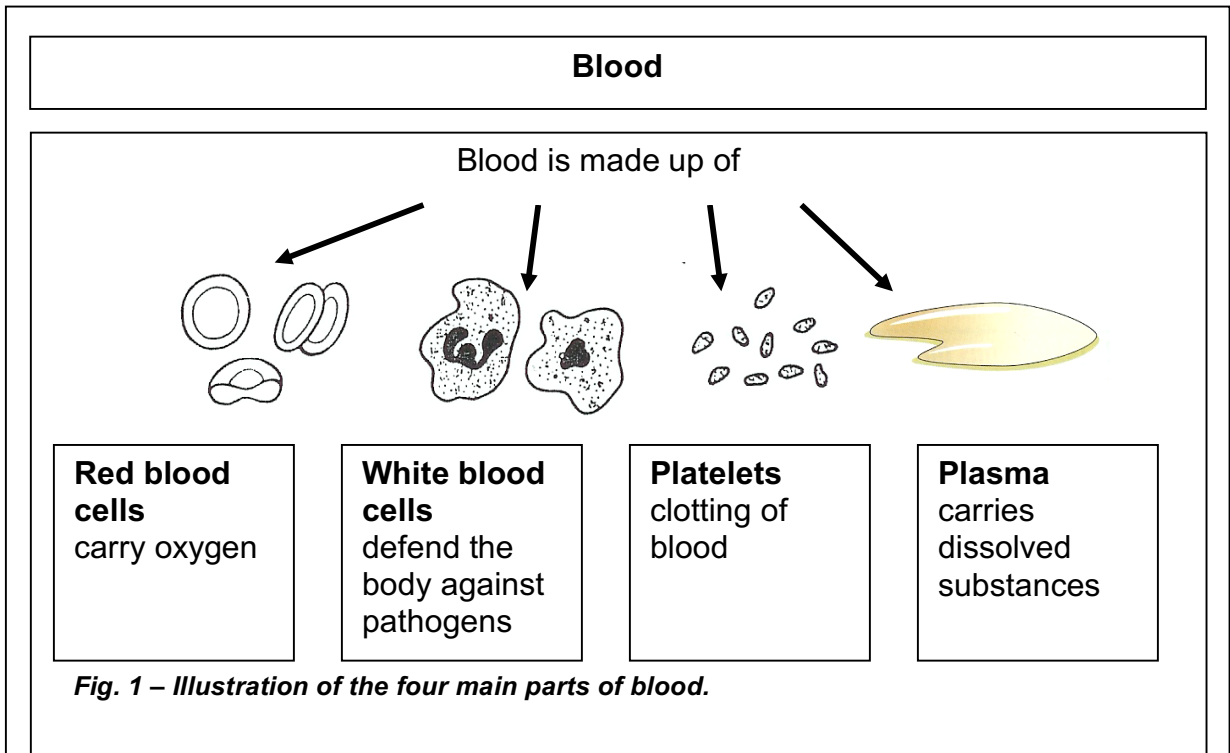 Blood
Blood is made up of
Red blood
cells
carry oxygen
White blood
cells
defend the
body against
pathogens
Platelets
clotting of
blood
Plasma
carries
dissolved
substances
Fig. 1 – Illustration of the four main parts of blood.